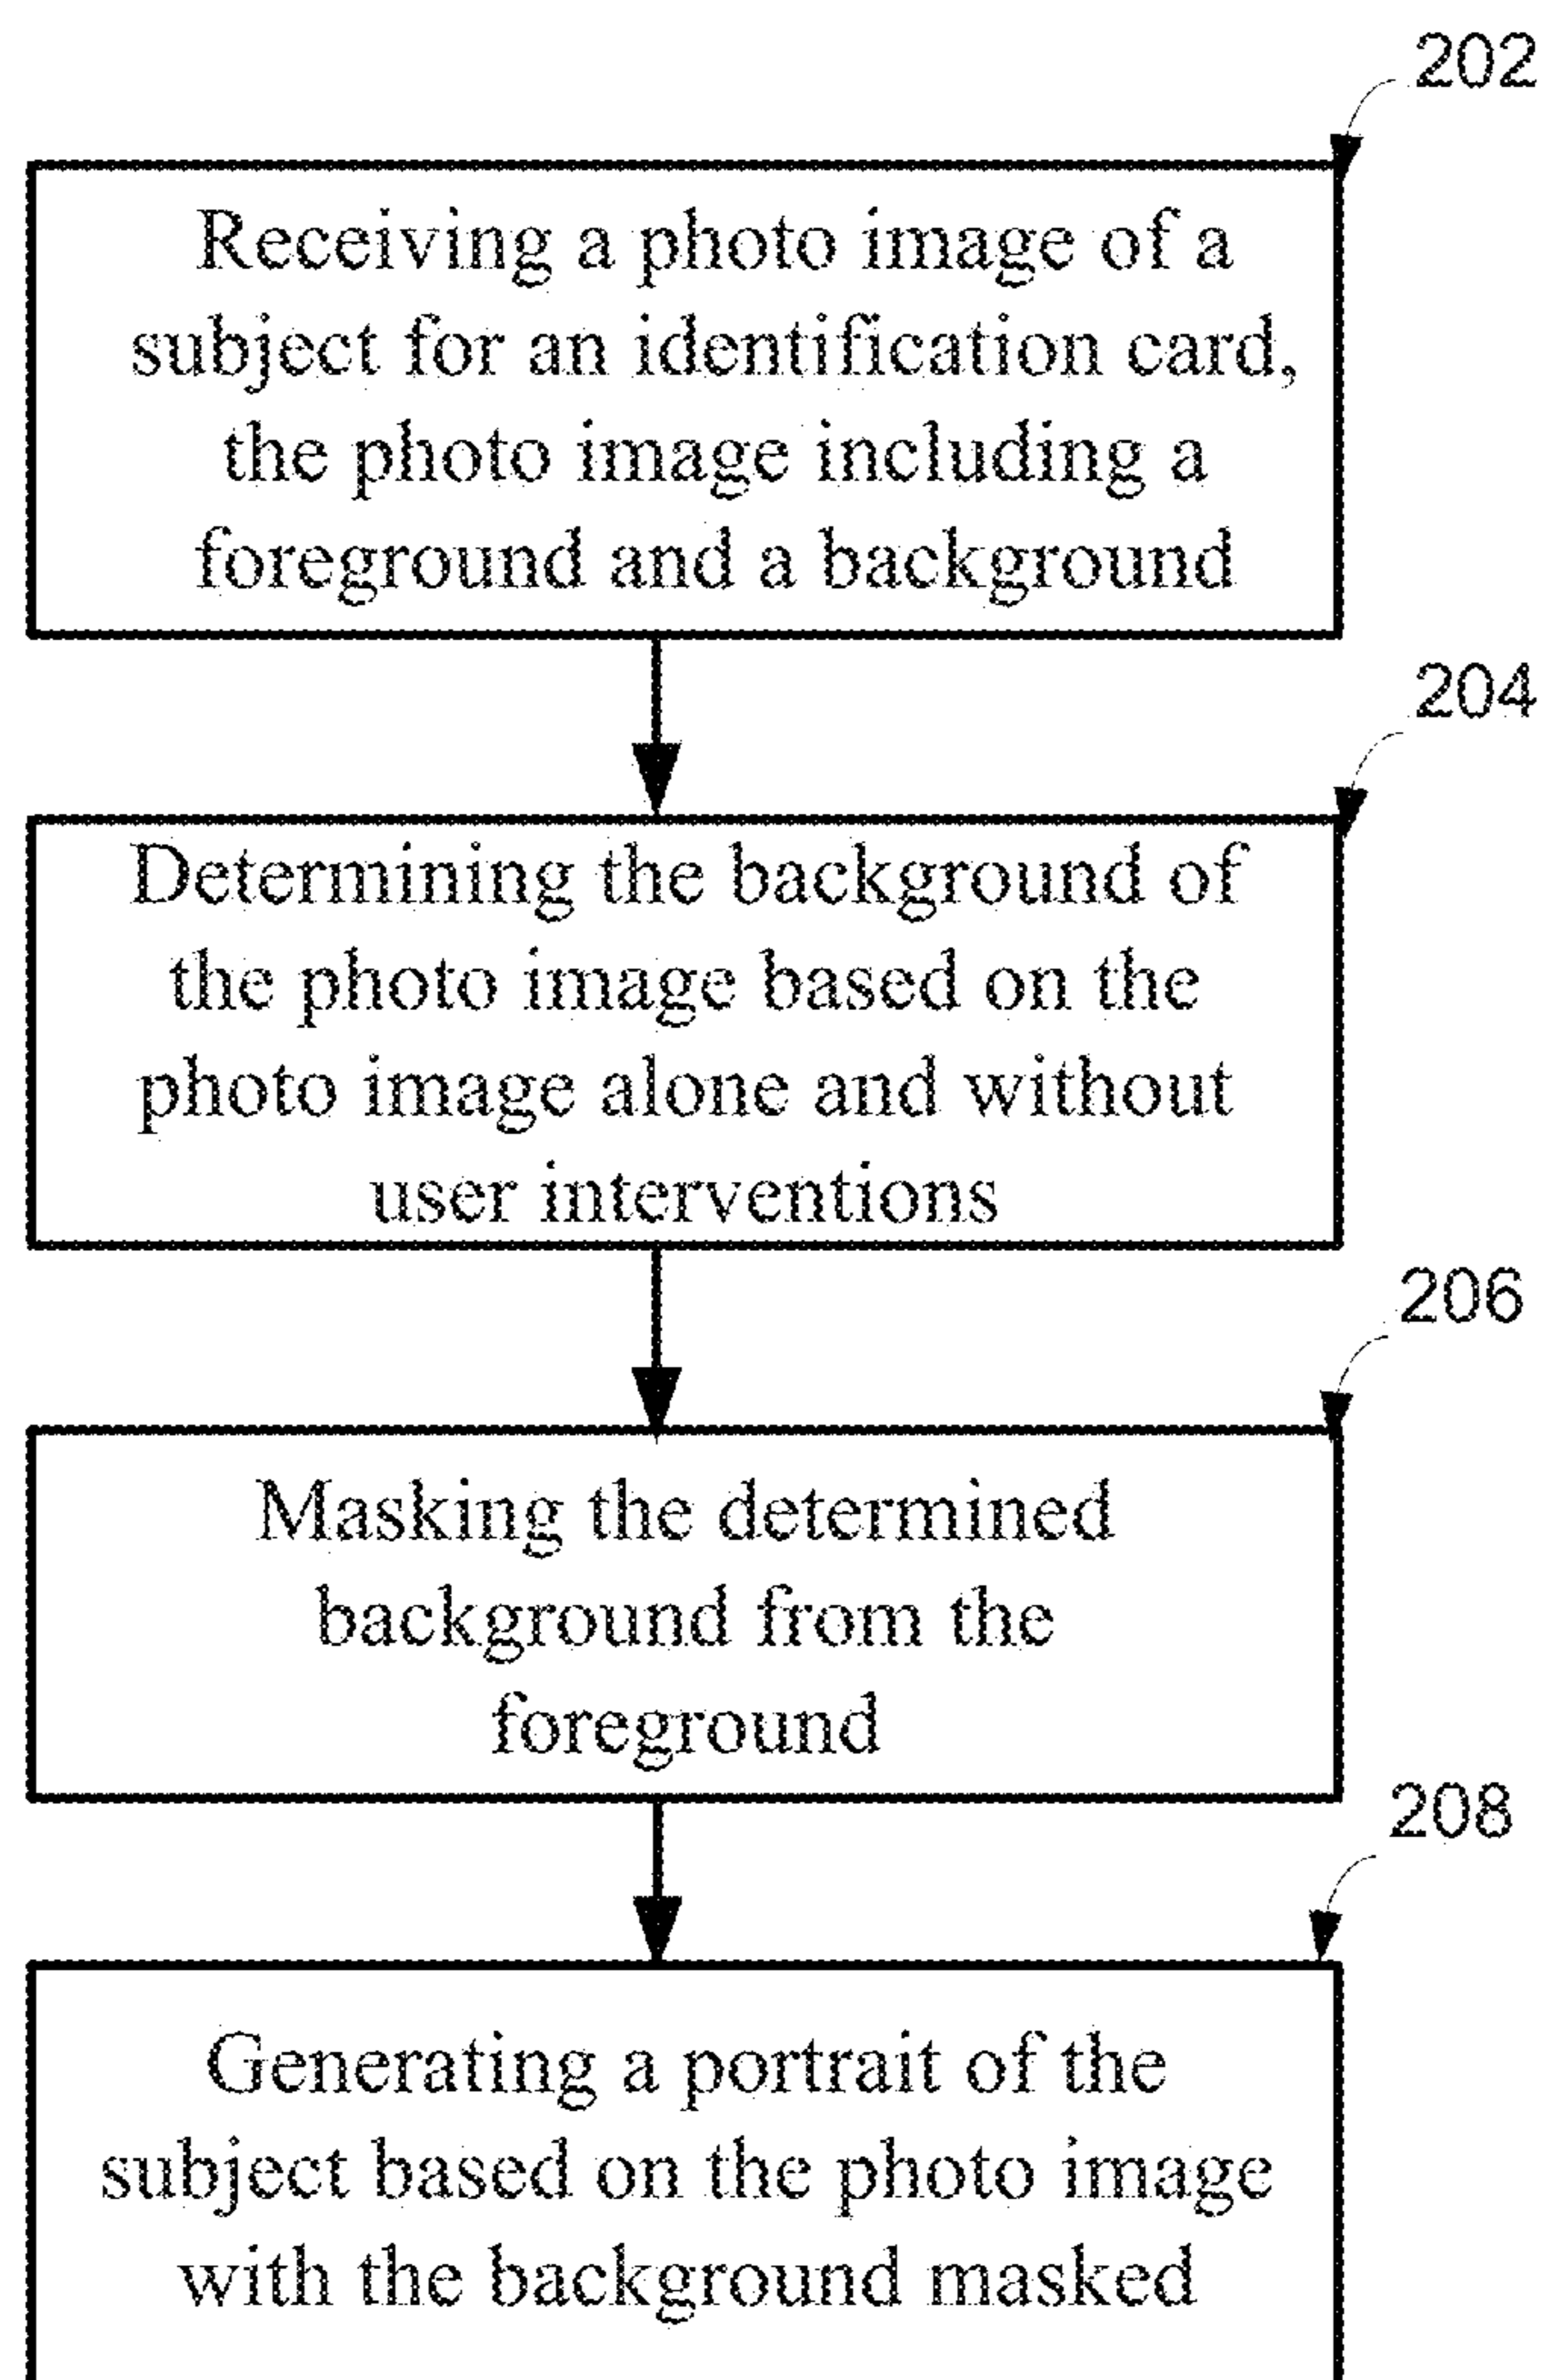 202
Receiving a photo image of a
subject for an identification card,
the photo image including a
foreground and a background
204
Determining the background of
the photo image based on the
photo image alone and without
user interventions
206
Masking the determined
background from the
foreground
208
Generating a portrait of the
subject based on the photo image
with the background masked